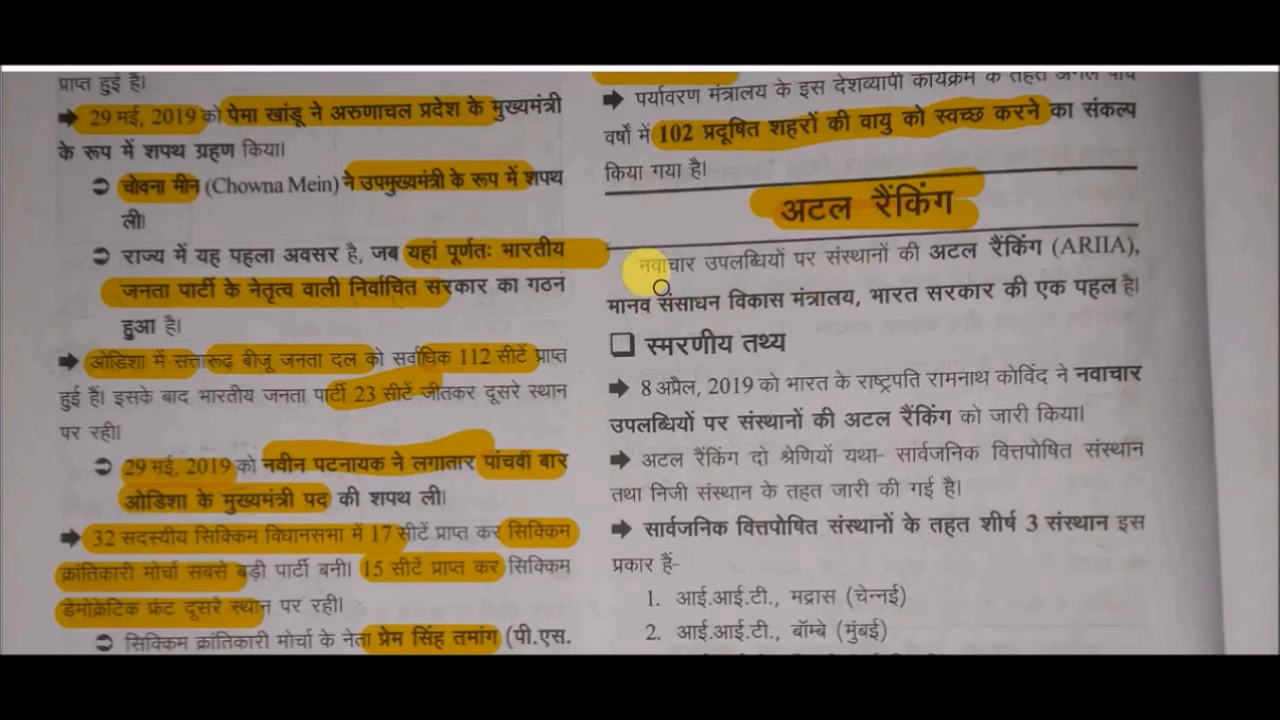 प्राप्त हुई है।
➡ 29 मई, 2019 को पेमा खांडू ने अरुणाचल प्रदेश के मुख्यमंत्री
के रूप में शपथ ग्रहण किया।
➲ चोवना मीन (Chowna Mein) ने उपमुख्यमंत्री के रूप में शपथ
ली।
➲ राज्य में यह पहला अवसर है, जब यहां पूर्णतः भारतीय
जनता पार्टी के नेतृत्व वाली निर्वाचित सरकार का गठन
हुआ है।
➡ ओडिशा में सत्तारूढ़ बीजू जनता दल को सर्वाधिक 112 सीटें प्राप्त
हुई हैं। इसके बाद भारतीय जनता पार्टी 23 सीटें जीतकर दूसरे स्थान
पर रही।
➲ 29 मई, 2019 को नवीन पटनायक ने लगातार पांचवीं बार
ओडिशा के मुख्यमंत्री पद की शपथ ली।
➡ 32 सदस्यीय सिक्किम विधानसभा में 17 सीटें प्राप्त कर सिक्किम
क्रांतिकारी मोर्चा सबसे बड़ी पार्टी बनी। 15 सीटें प्राप्त कर सिक्किम
डेमोक्रेटिक फ्रंट दूसरे स्थान पर रही।
➲ सिक्किम क्रांतिकारी मोर्चा के नेता प्रेम सिंह तमांग (पी.एस.
➡ पर्यावरण मंत्रालय के इस देशव्यापी कार्यक्रम के तहत अगले पांच
वर्षों में 102 प्रदूषित शहरों की वायु को स्वच्छ करने का संकल्प
किया गया है।
अटल रैंकिंग
नवाचार उपलब्धियों पर संस्थानों की अटल रैंकिंग (ARIIA),
मानव संसाधन विकास मंत्रालय, भारत सरकार की एक पहल है।
❑ स्मरणीय तथ्य
➡ 8 अप्रैल, 2019 को भारत के राष्ट्रपति रामनाथ कोविंद ने नवाचार
उपलब्धियों पर संस्थानों की अटल रैंकिंग को जारी किया।
➡ अटल रैंकिंग दो श्रेणियों यथा- सार्वजनिक वित्तपोषित संस्थान
तथा निजी संस्थान के तहत जारी की गई है।
➡ सार्वजनिक वित्तपोषित संस्थानों के तहत शीर्ष 3 संस्थान इस
प्रकार हैं-
1. आई.आई.टी., मद्रास (चेन्नई)
2. आई.आई.टी., बॉम्बे (मुंबई)